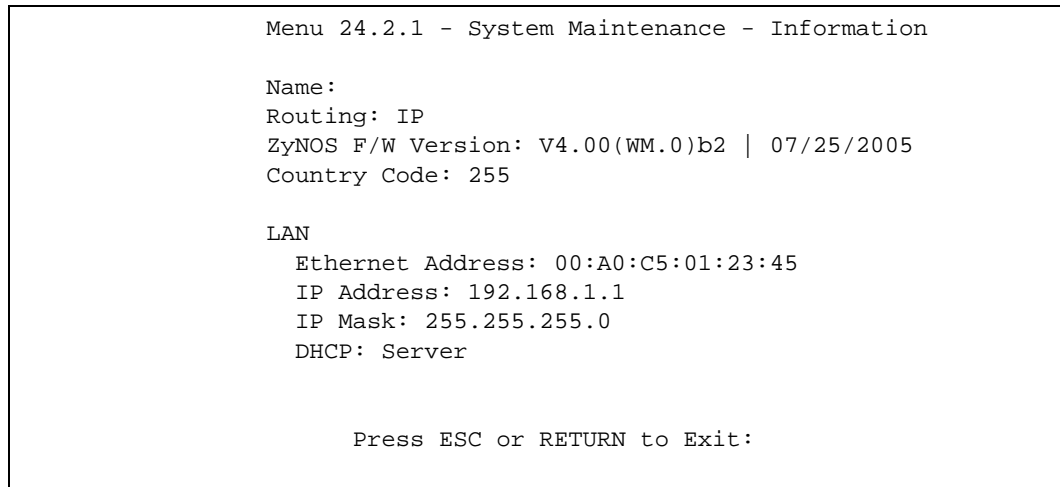 Menu 24.2.1 - System Maintenance - Information
Name:
Routing: IP
ZyNOS F/W Version: V4.00(WM.0)b2 | 07/25/2005
Country Code: 255
LAN
Ethernet Address: 00:A0:C5:01:23:45
IP Address: 192.168.1.1
IP Mask: 255.255.255.0
DHCP: Server
Press ESC or RETURN to Exit: